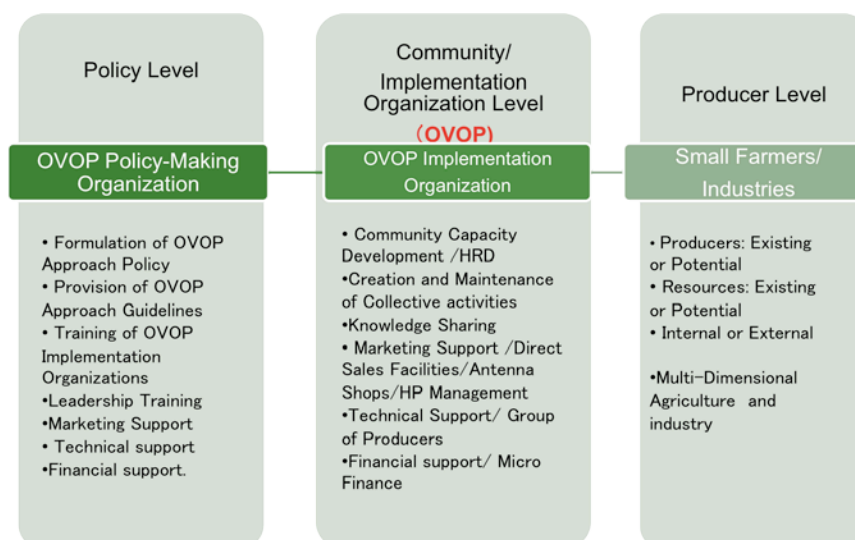 Policy Level
OVOP Policy-Making
Organization
• Formulation of OVOP
Approach Policy
• Provision of OVOP
Approach Guidelines
• Training of OVOP
Implementation
Organizations
•Leadership Training
•Marketing Support
• Technical support
•Financial support.
Community/
Implementation
Organization Level
（OVOP)
OVOP Implementation
Organization
• Community Capacity
Development /HRD
•Creation and Maintenance
of Collective activities
•Knowledge Sharing
• Marketing Support /Direct
Sales Facilities/Antenna
Shops/HP Management
•Technical Support/ Group
of Producers
•Financial support/ Micro
Finance
Producer Level
Small Farmers/
Industries
• Producers: Existing
or Potential
• Resources: Existing
or Potential
• Internal or External
•Multi-Dimensional
Agriculture and
industry